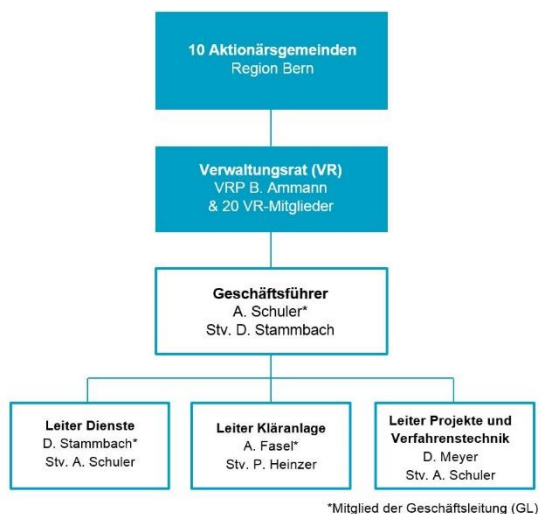 10 Aktionärsgemeinden
Region Bern
Verwaltungsrat (VR)
VRP B. Ammann
& 20 VR-Mitglieder
Geschäftsführer
A. Schuler*
Stv. D. Stammbach
Leiter Dienste
D. Stammbach*
Stv. A. Schuler
Leiter Kläranlage
A. Fasel*
Stv. P. Heinzer
Leiter Projekte und
Verfahrenstechnik
D. Meyer
Stv. A. Schuler
*Mitglied der Geschäftsleitung (GL)